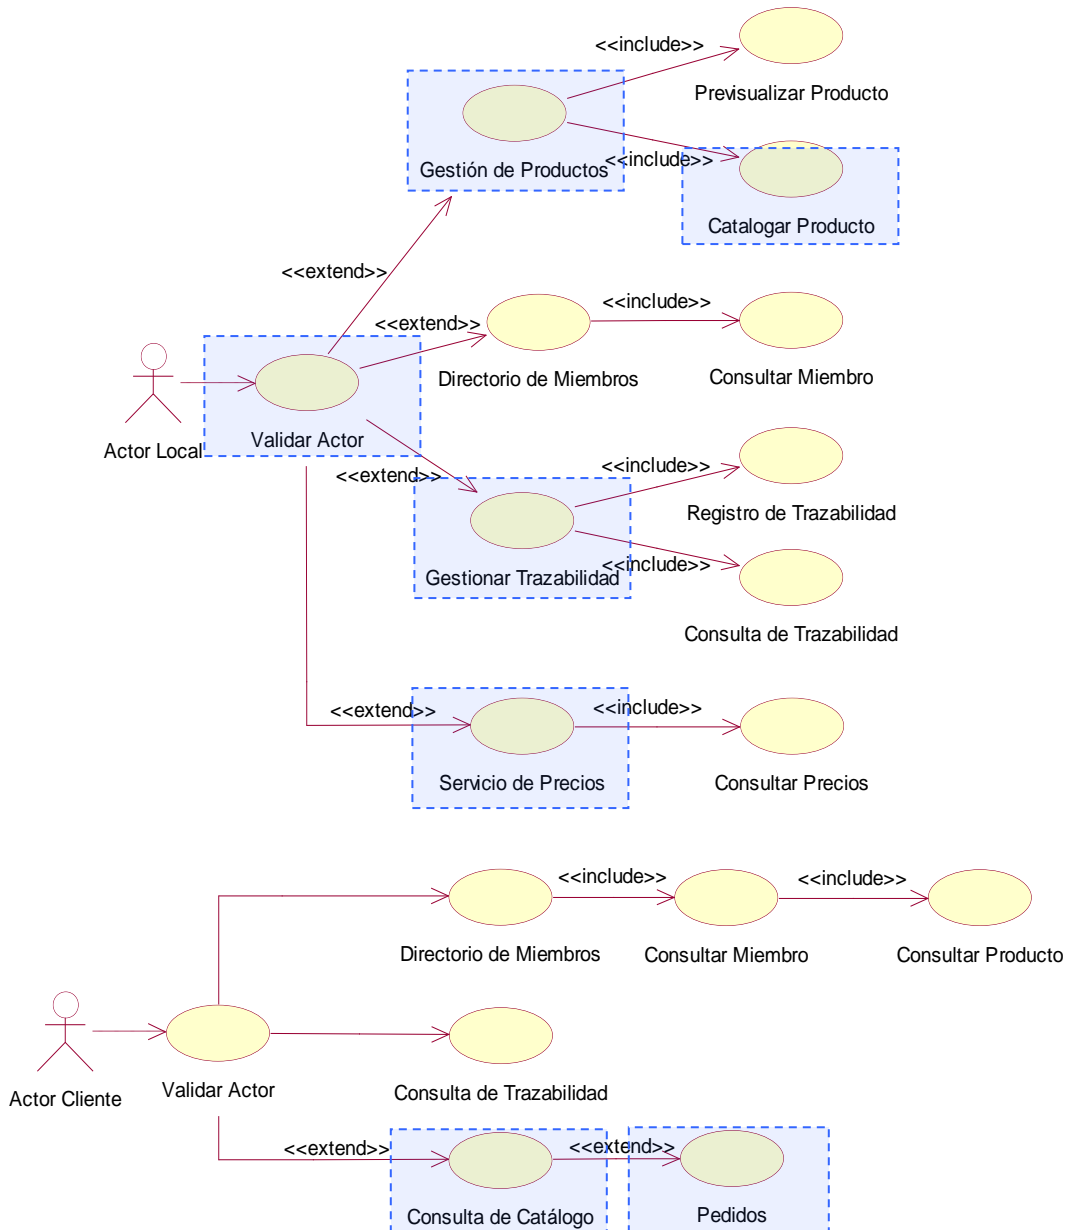 <<include>>
Previsualizar Producto
Gestión de Productos
<<include>>
Catalogar Producto
<<extend>>
<<extend>>
<<include>>
Directorio de Miembros
Consultar Miembro
Actor Local
Validar Actor
<<extend>>
<<include>>
Registro de Trazabilidad
Gestionar Trazabilidad
<<include>>
Consulta de Trazabilidad
<<extend>>
<<include>>
Servicio de Precios
Consultar Precios
<<include>>
<<include>>
Directorio de Miembros
Consultar Miembro
Consultar Producto
Actor Cliente
Validar Actor
Consulta de Trazabilidad
<<extend>>
<<extend>>
Consulta de Catálogo
Pedidos